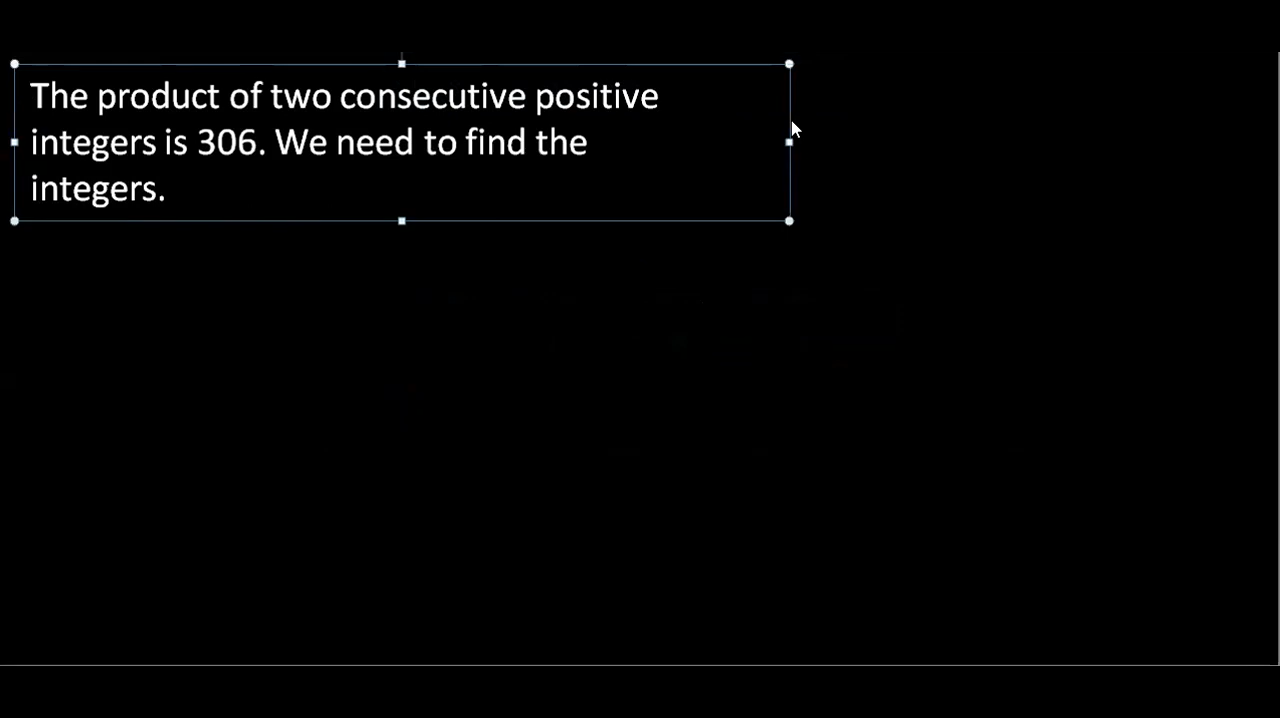 The product of two consecutive positive
integers is 306. We need to find the
integers.